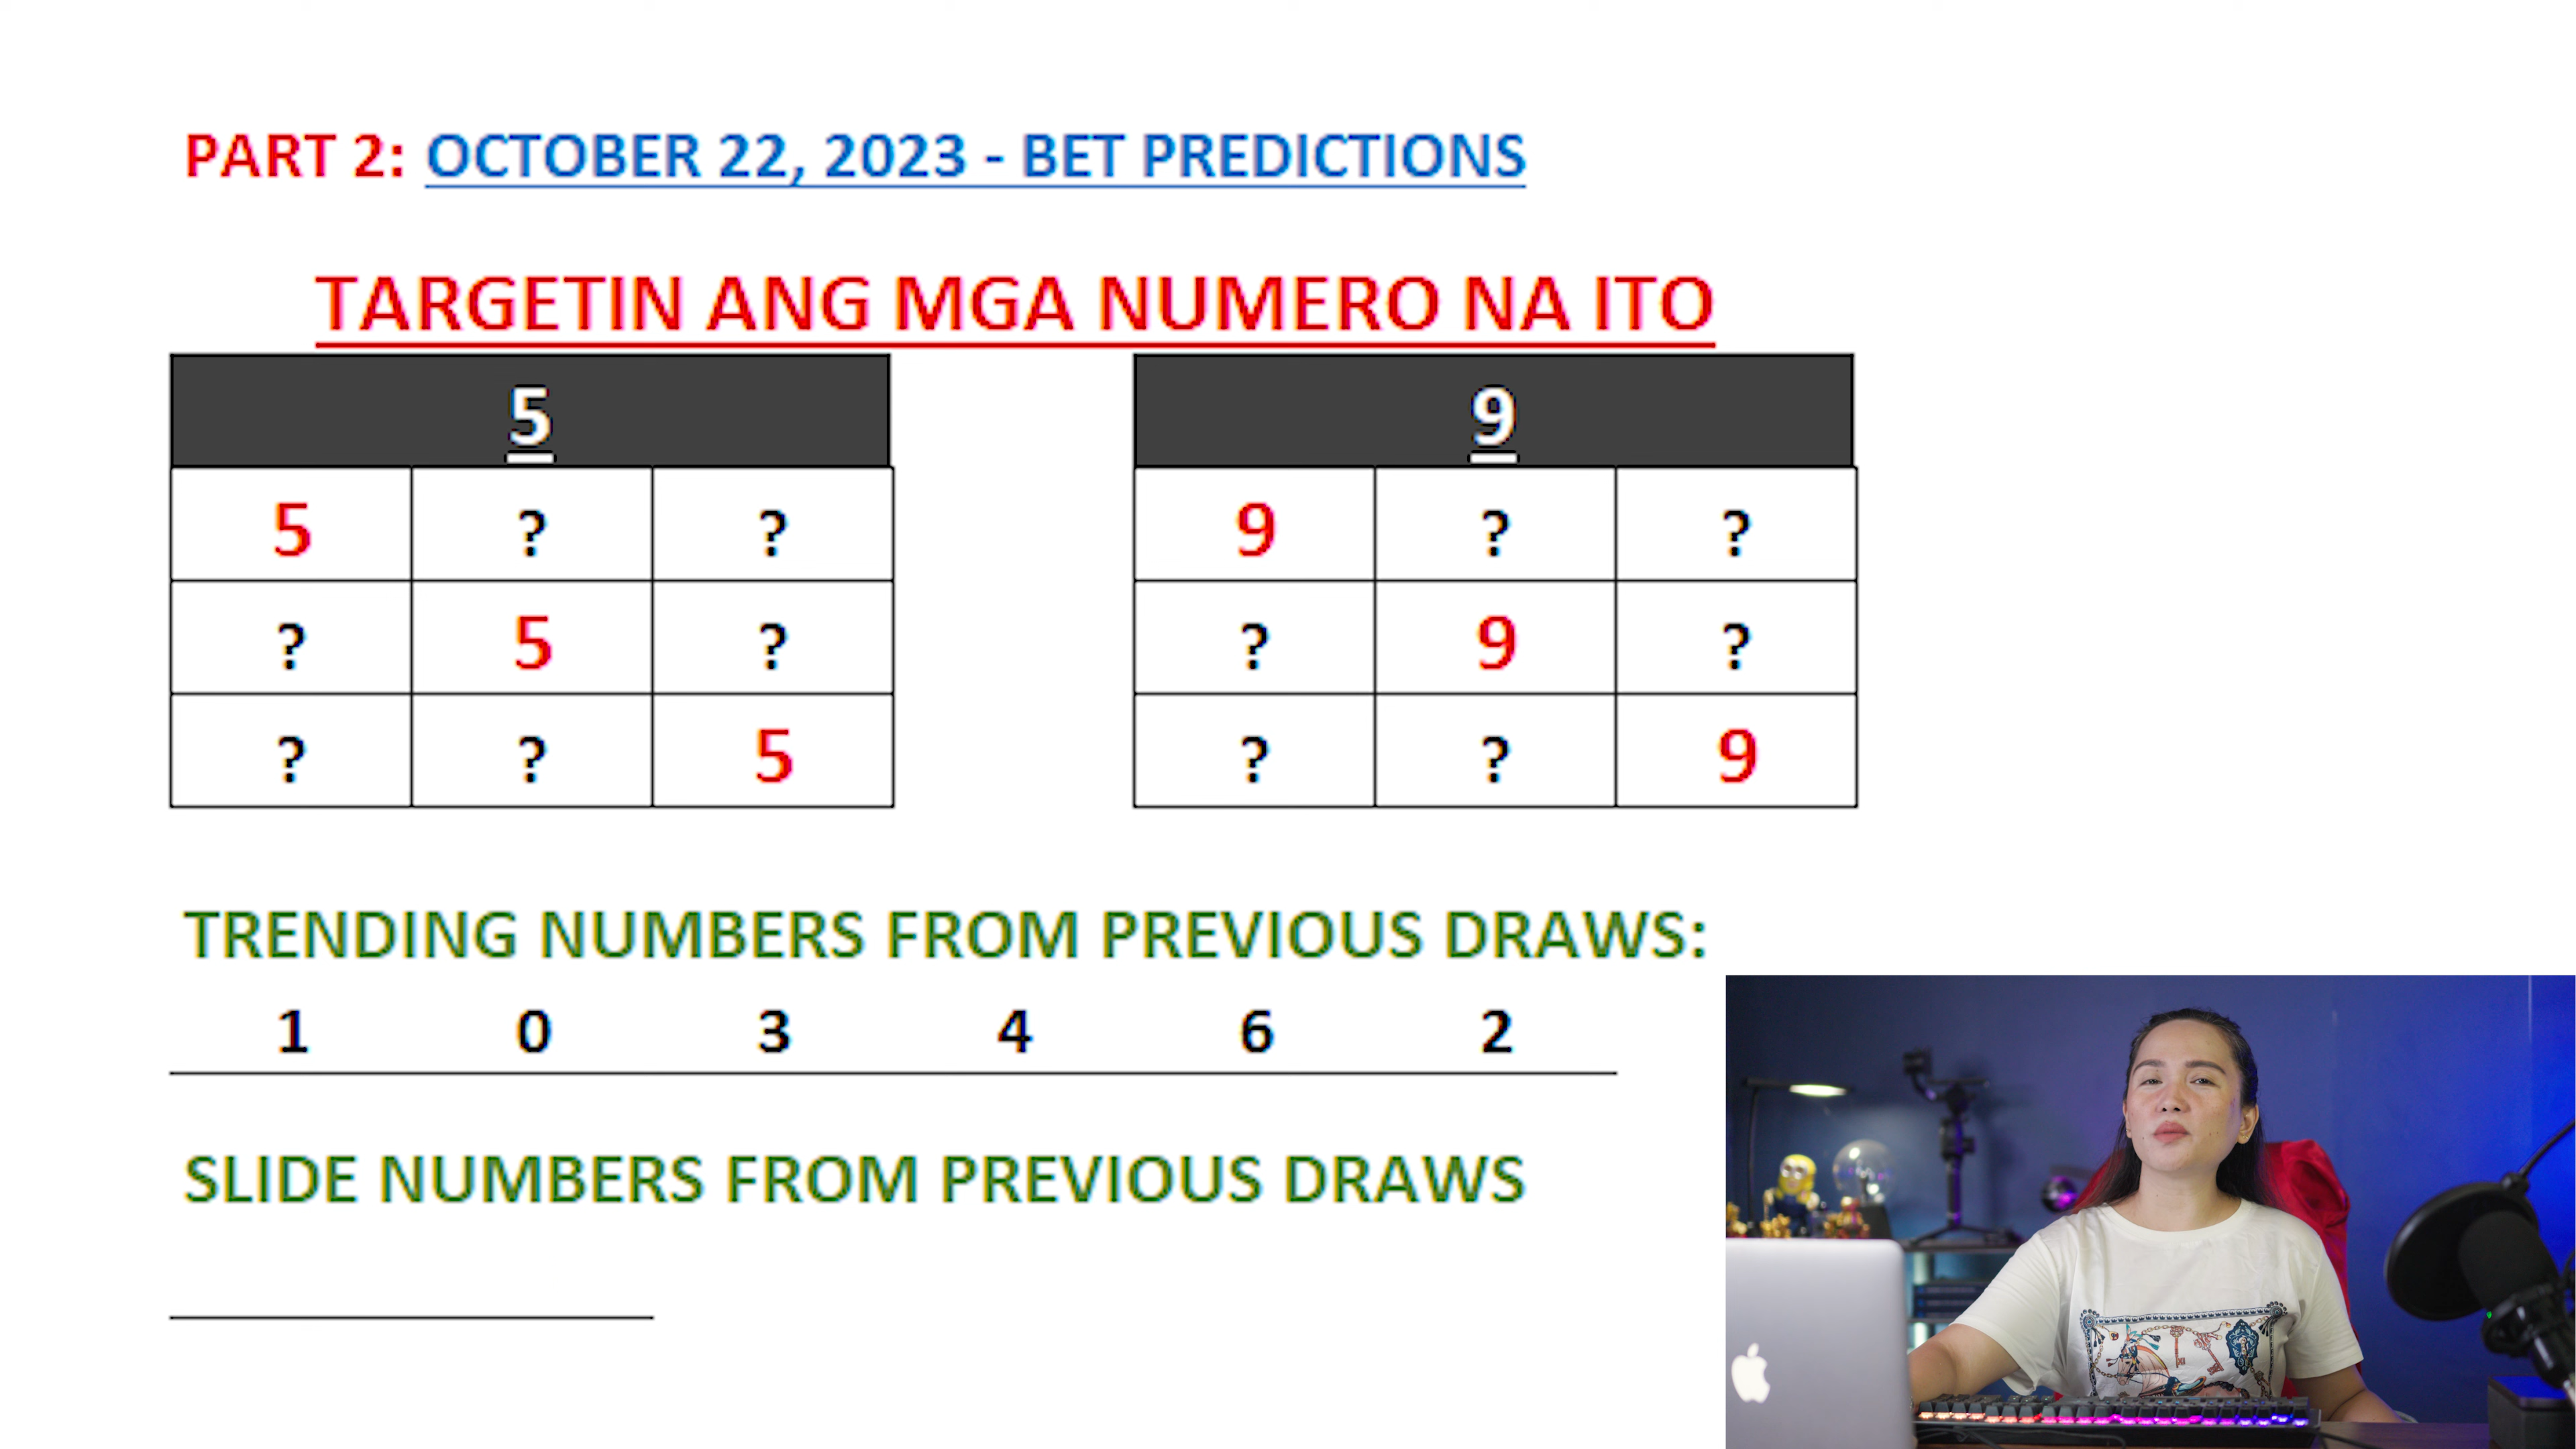 PART 2: OCTOBER 22, 2023 - BET PREDICTIONS
TARGETIN ANG MGA NUMERO NA ITO
5
5 ? ?
? 5 ?
? ? 5
9
9 ? ?
? 9 ?
? ? 9
TRENDING NUMBERS FROM PREVIOUS DRAWS:
1 0 3 4 6 2
SLIDE NUMBERS FROM PREVIOUS DRAWS